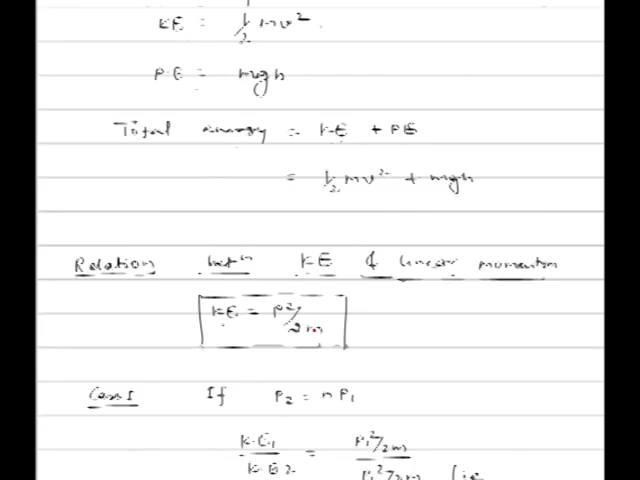 KE = 1/2 mv²
P.E = mgh
Total energy = KE + PE
= 1/2 mv² + mgh
Relation betn KE & linear momentum
KE = P²/2m
Case I If P₂ = n P₁
K.E₁/K.E2 = P₁²/2m